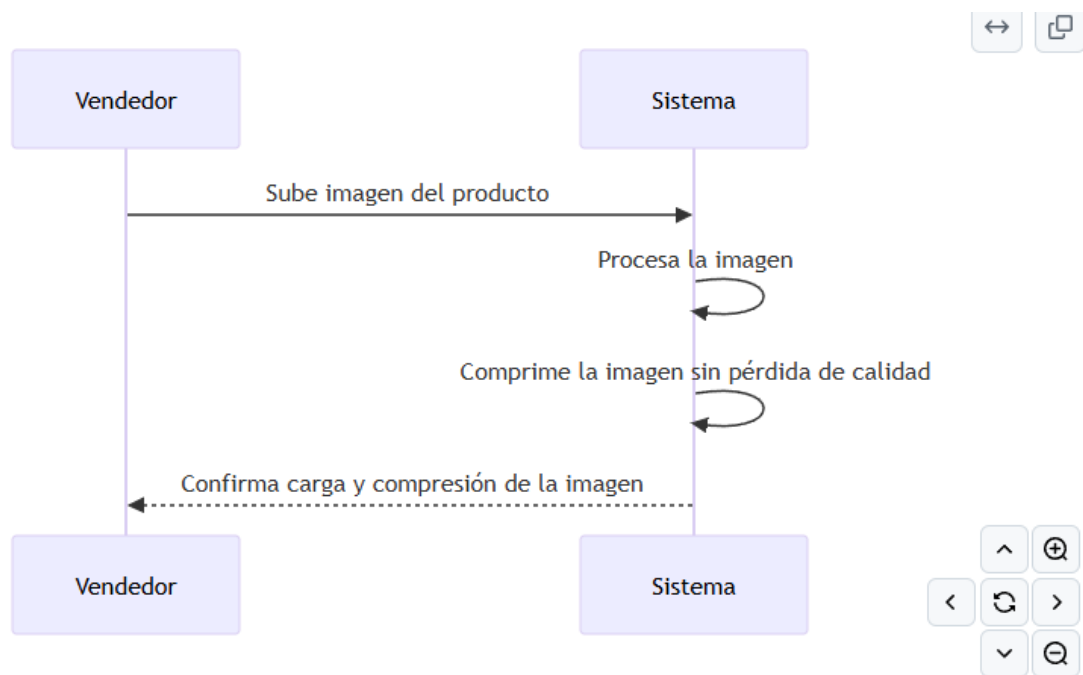 Vendedor
Sistema
Sube imagen del producto
Procesa la imagen
Comprime la imagen sin pérdida de calidad
Confirma carga y compresión de la imagen
Vendedor
Sistema